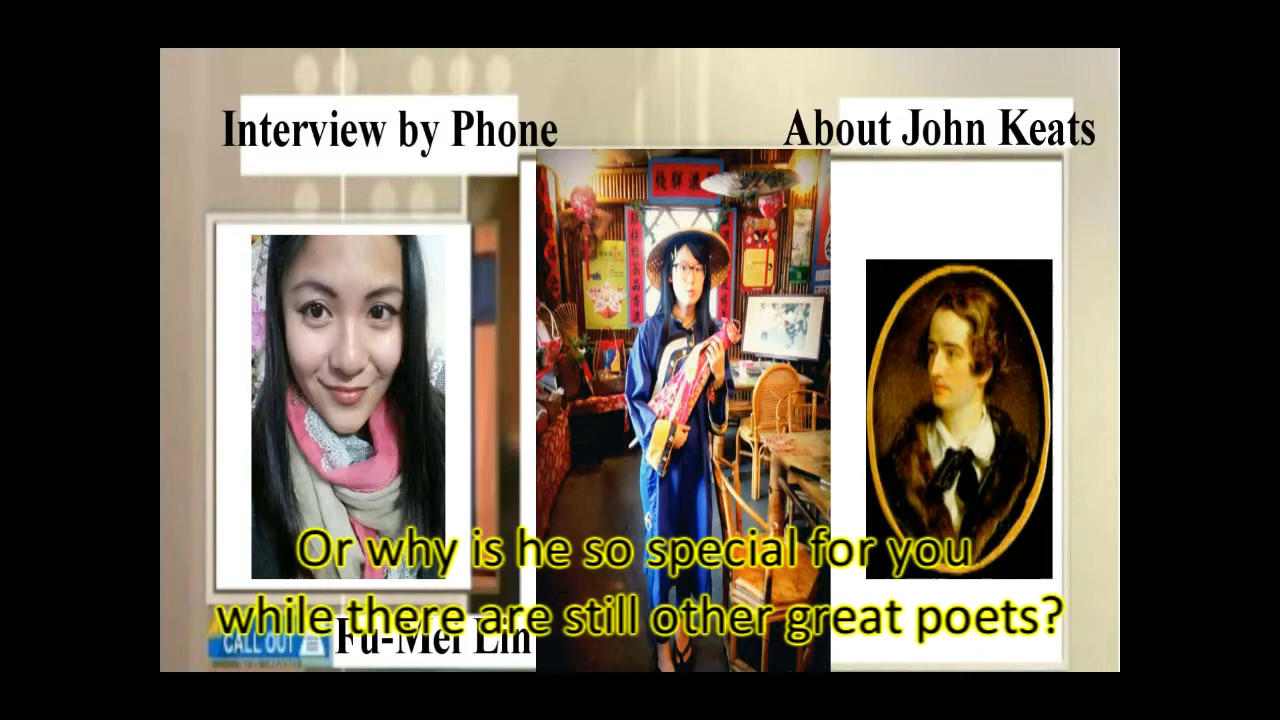 Interview by Phone
About John Keats
Or why is he so special for you
while there are still other great poets?
CALL OUT
Fu-Mei Lin